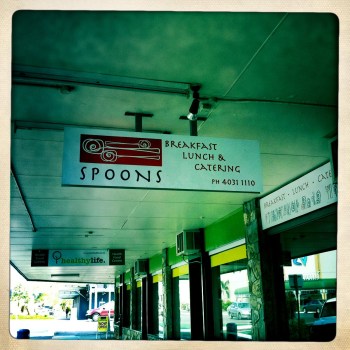 BREAKFAST
LUNCH &
CATERING
SPOONS
PH 4031 1110
BREAKFAST · LUNCH · CATE
healthylife.